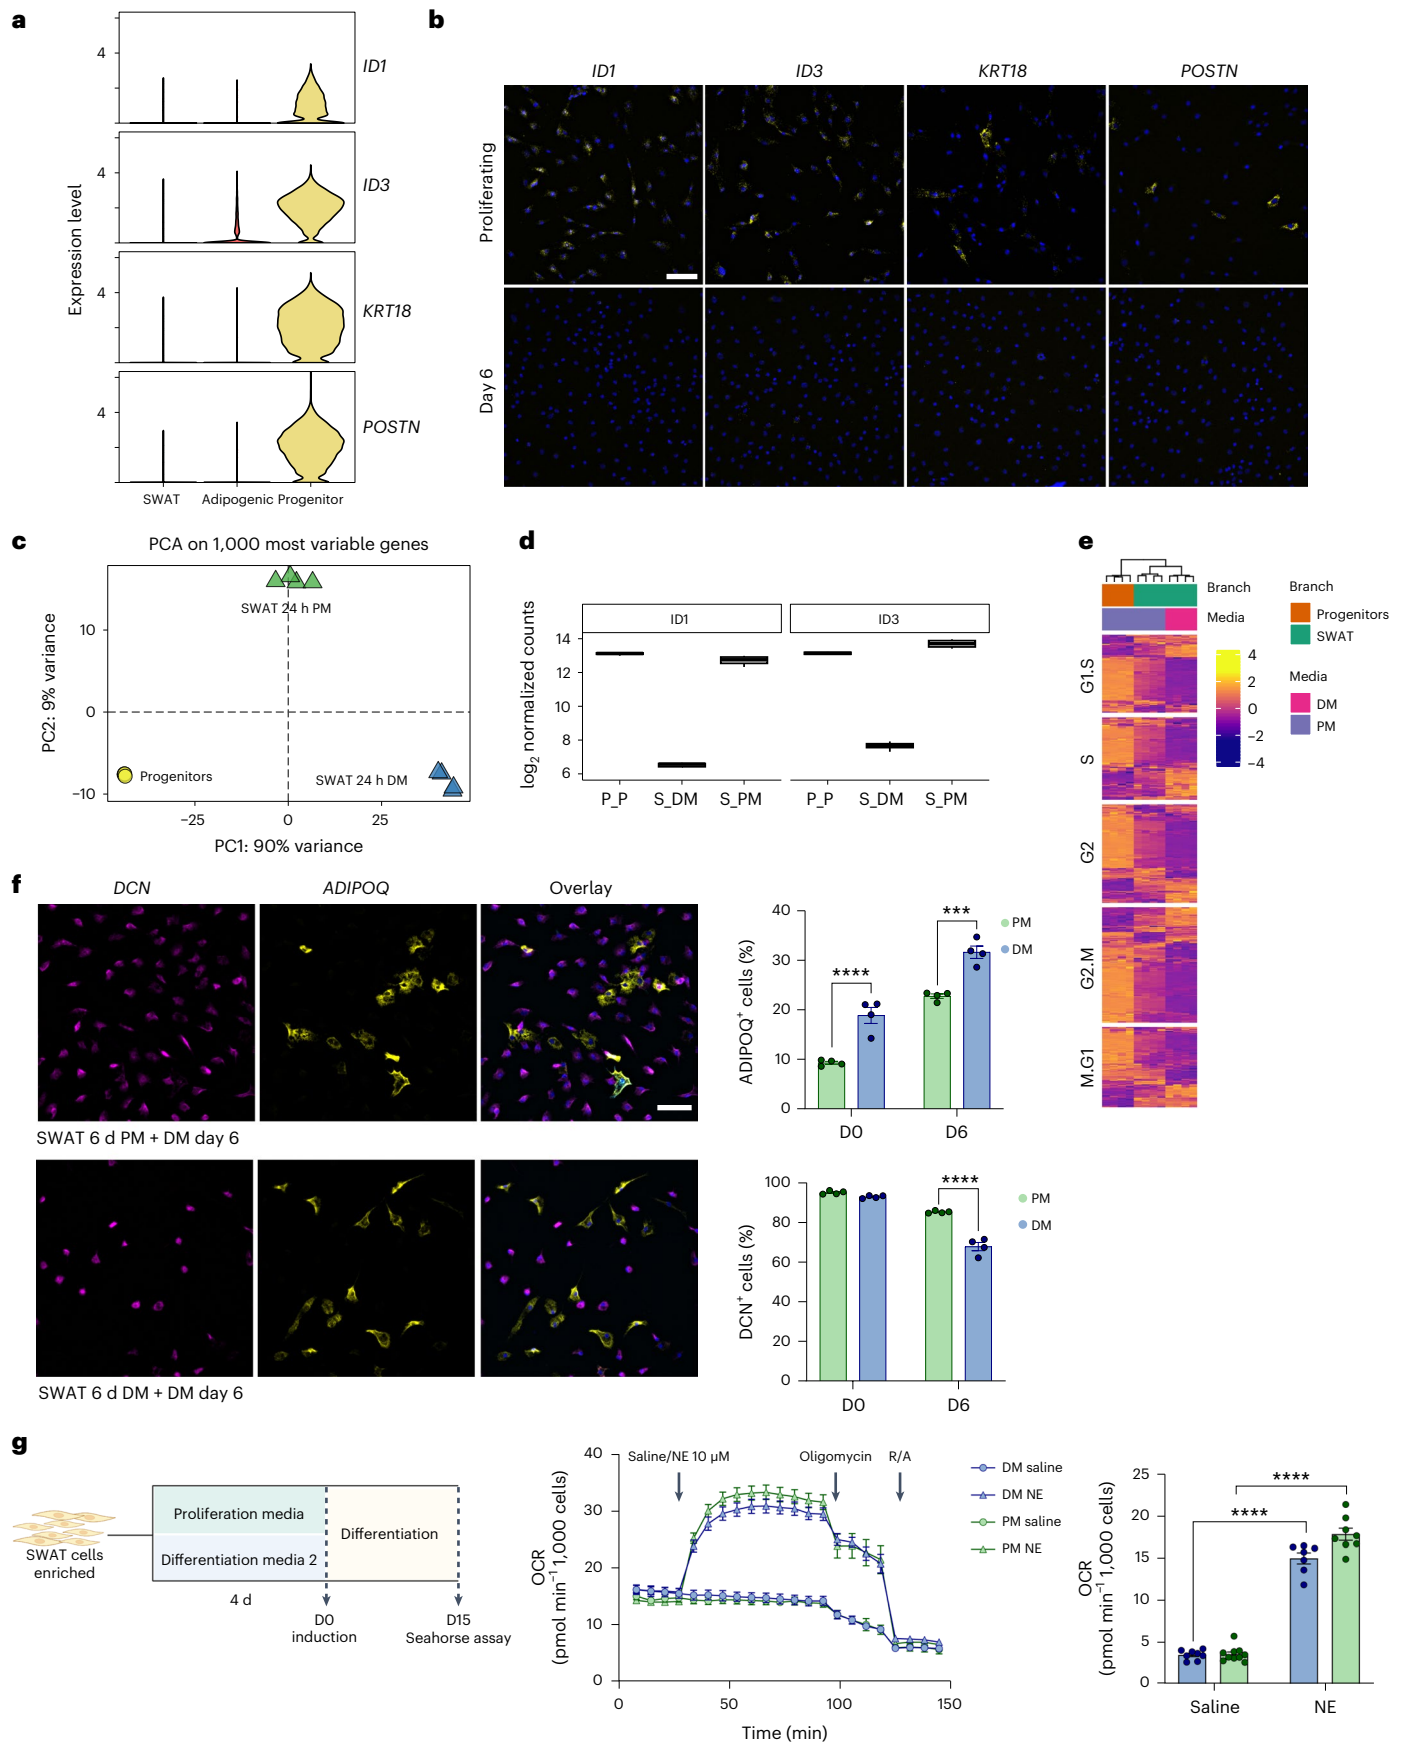 a
Expression level
4
ID1
4
ID3
4
KRT18
4
POSTN
SWAT Adipogenic Progenitor
b
ID1 ID3 KRT18 POSTN
Proliferating
Day 6
c
PCA on 1,000 most variable genes
PC2: 9% variance
10
0
−10
SWAT 24 h PM
Progenitors
SWAT 24 h DM
−25 0 25
PC1: 90% variance
d
log2 normalized counts
ID1 ID3
14
12
10
8
6
P_P S_DM S_PM P_P S_DM S_PM
e
Branch
Media
G1.S
S
G2
G2.M
M.G1
4
2
0
−2
−4
Branch
Progenitors
SWAT
Media
DM
PM
f
DCN ADIPOQ Overlay
SWAT 6 d PM + DM day 6
SWAT 6 d DM + DM day 6
ADIPOQ+ cells (%)
40
30
20
10
0
**** ***
D0 D6
PM
DM
DCN+ cells (%)
100
80
60
40
20
0
****
D0 D6
PM
DM
g
SWAT cells
enriched
Proliferation media
Differentiation media 2
Differentiation
4 d
D0
induction
D15
Seahorse assay
OCR
(pmol min−1 1,000 cells)
40
30
20
10
0
Saline/NE 10 µM Oligomycin R/A
0 50 100 150
Time (min)
DM saline
DM NE
PM saline
PM NE
OCR
(pmol min−1 1,000 cells)
25
20
15
10
5
0
****
****
Saline NE